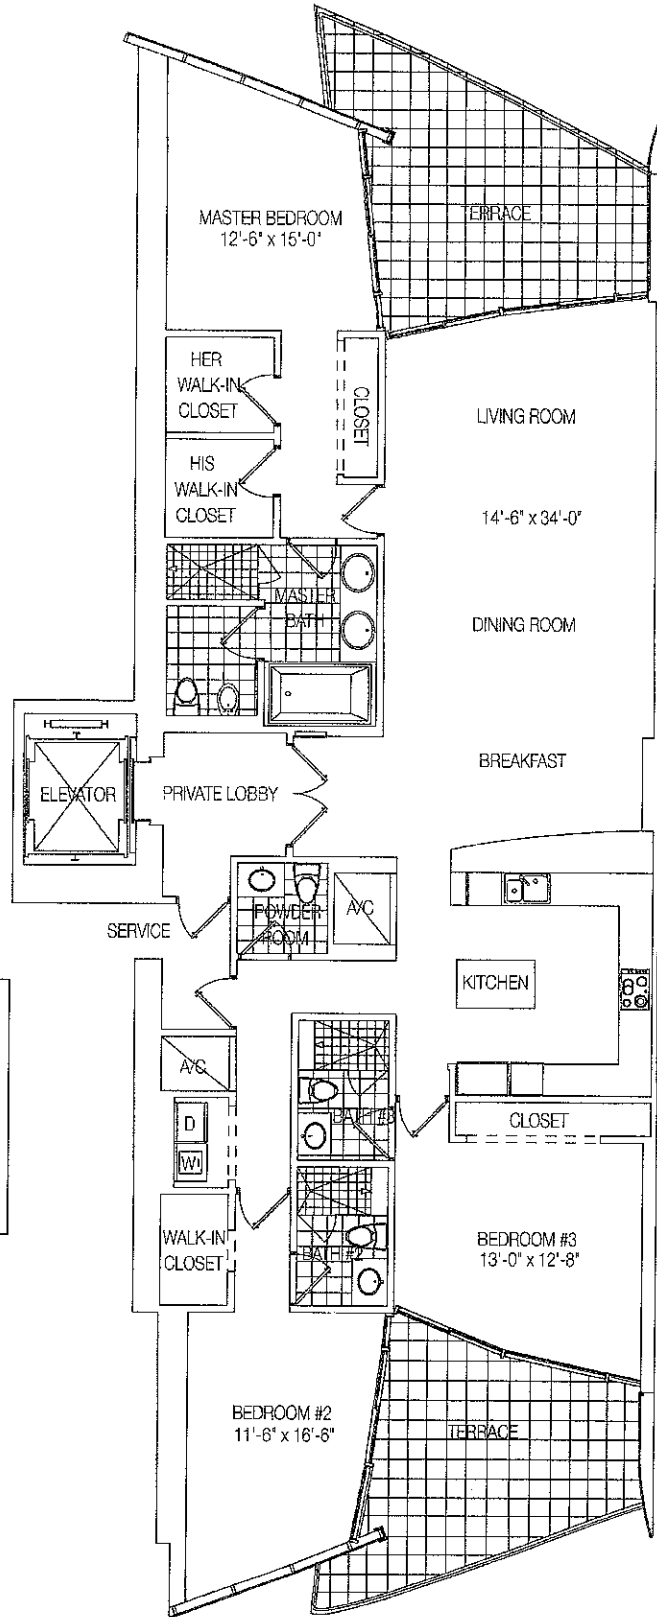 MASTER BEDROOM
12'-6" x 15'-0"
TERRACE
HER
WALK-IN
CLOSET
CLOSET
LIVING ROOM
HIS
WALK-IN
CLOSET
14'-6" x 34'-0"
MASTER
BATH
DINING ROOM
BREAKFAST
ELEVATOR
PRIVATE LOBBY
POWDER
ROOM
A/C
SERVICE
KITCHEN
A/C
D
W
BATH #3
CLOSET
WALK-IN
CLOSET
BATH #2
BEDROOM #3
13'-0" x 12'-8"
BEDROOM #2
11'-6" x 16'-6"
TERRACE